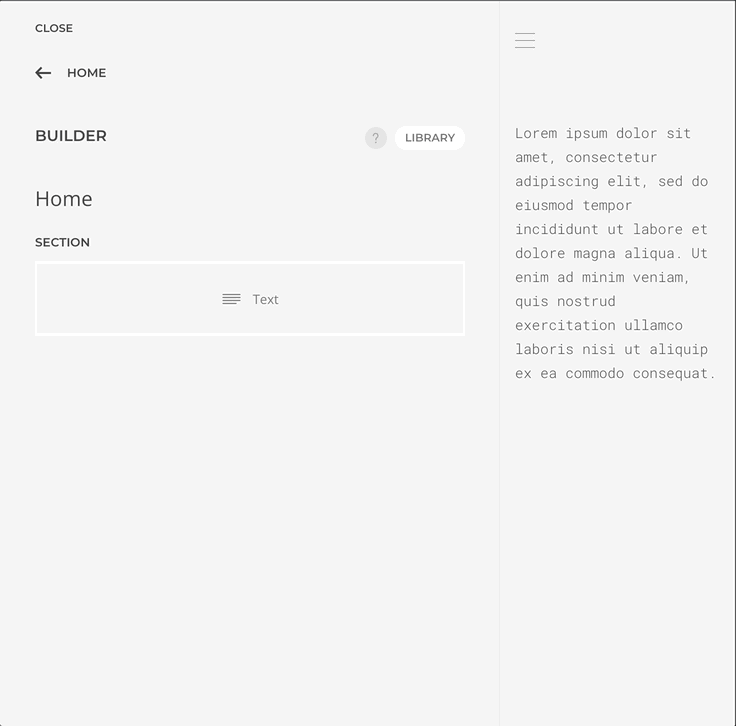 CLOSE
HOME
BUILDER
?
LIBRARY
Home
SECTION
Text
Lorem ipsum dolor sit
amet, consectetur
adipiscing elit, sed do
eiusmod tempor
incididunt ut labore et
dolore magna aliqua. Ut
enim ad minim veniam,
quis nostrud
exercitation ullamco
laboris nisi ut aliquip
ex ea commodo consequat.